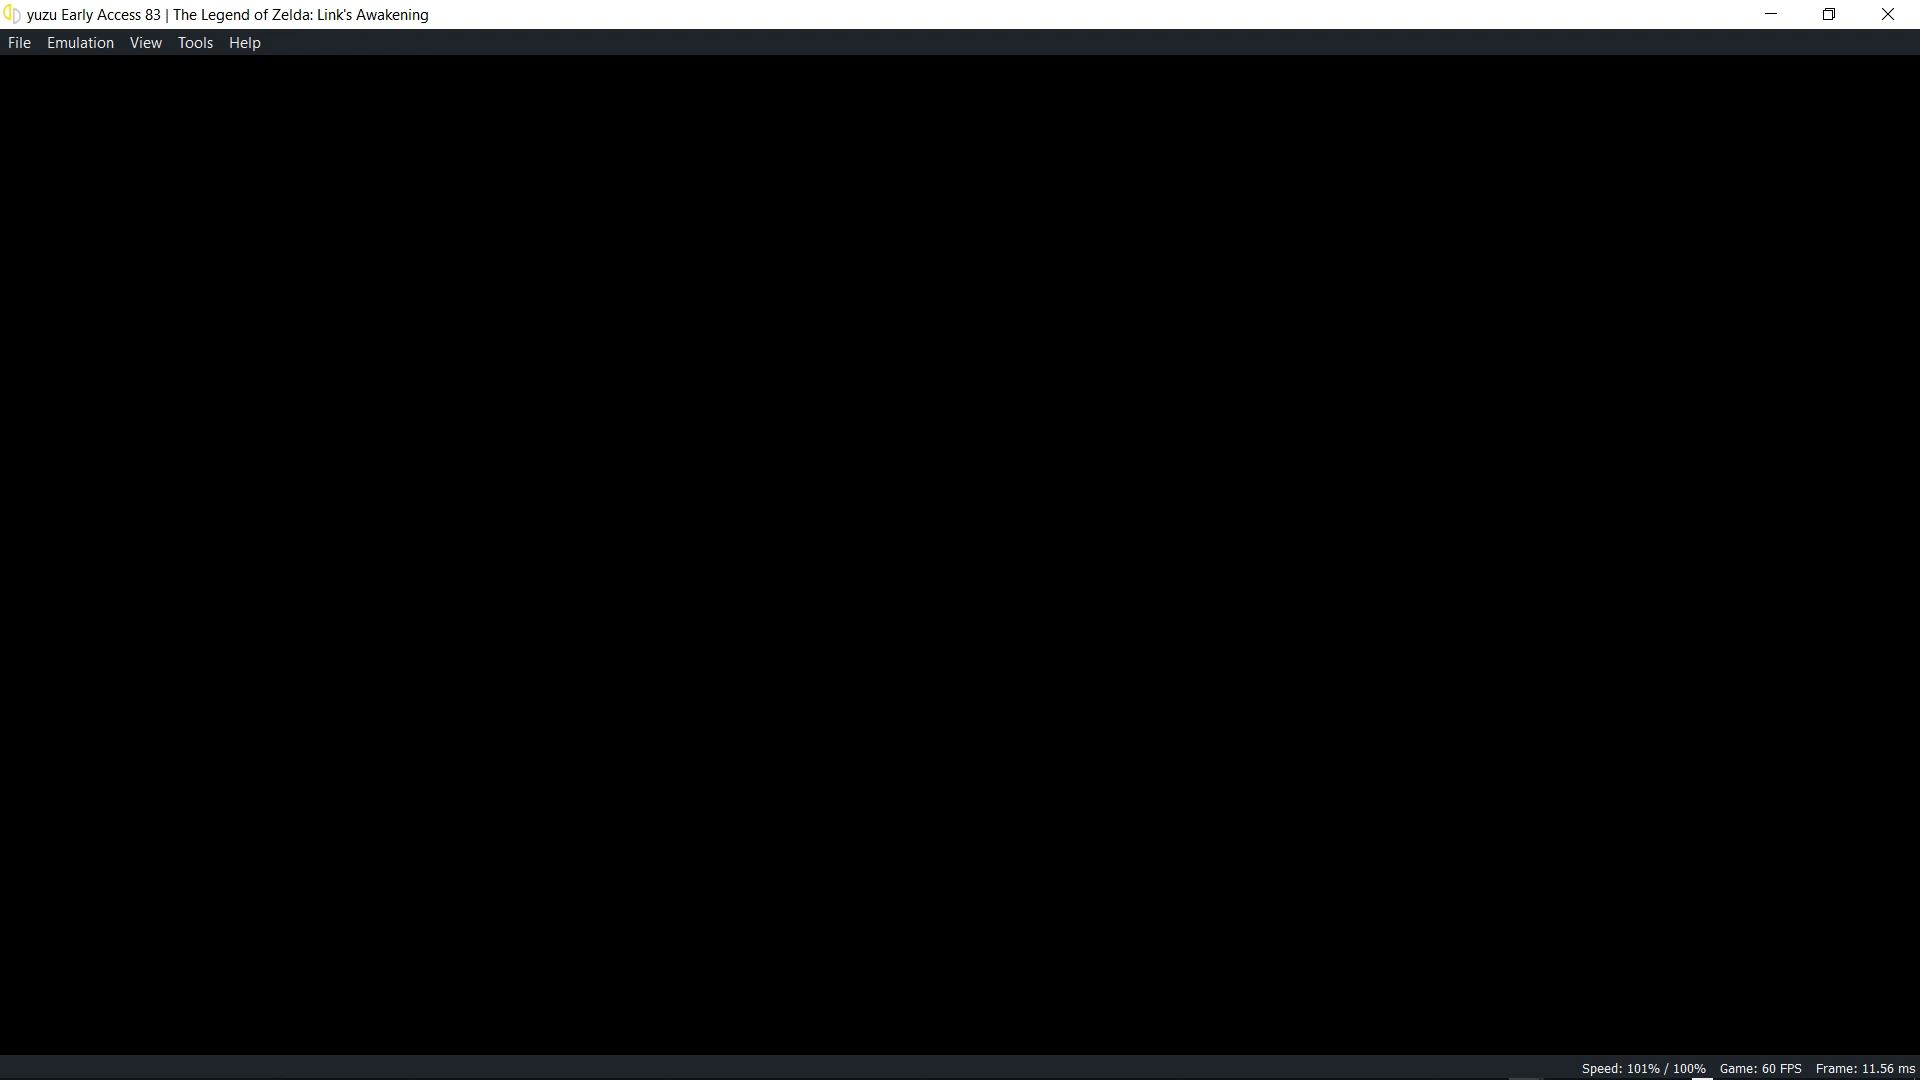 yuzu Early Access 83 | The Legend of Zelda: Link's Awakening
File Emulation View Tools Help
Speed: 101% / 100% Game: 60 FPS Frame: 11.56 ms